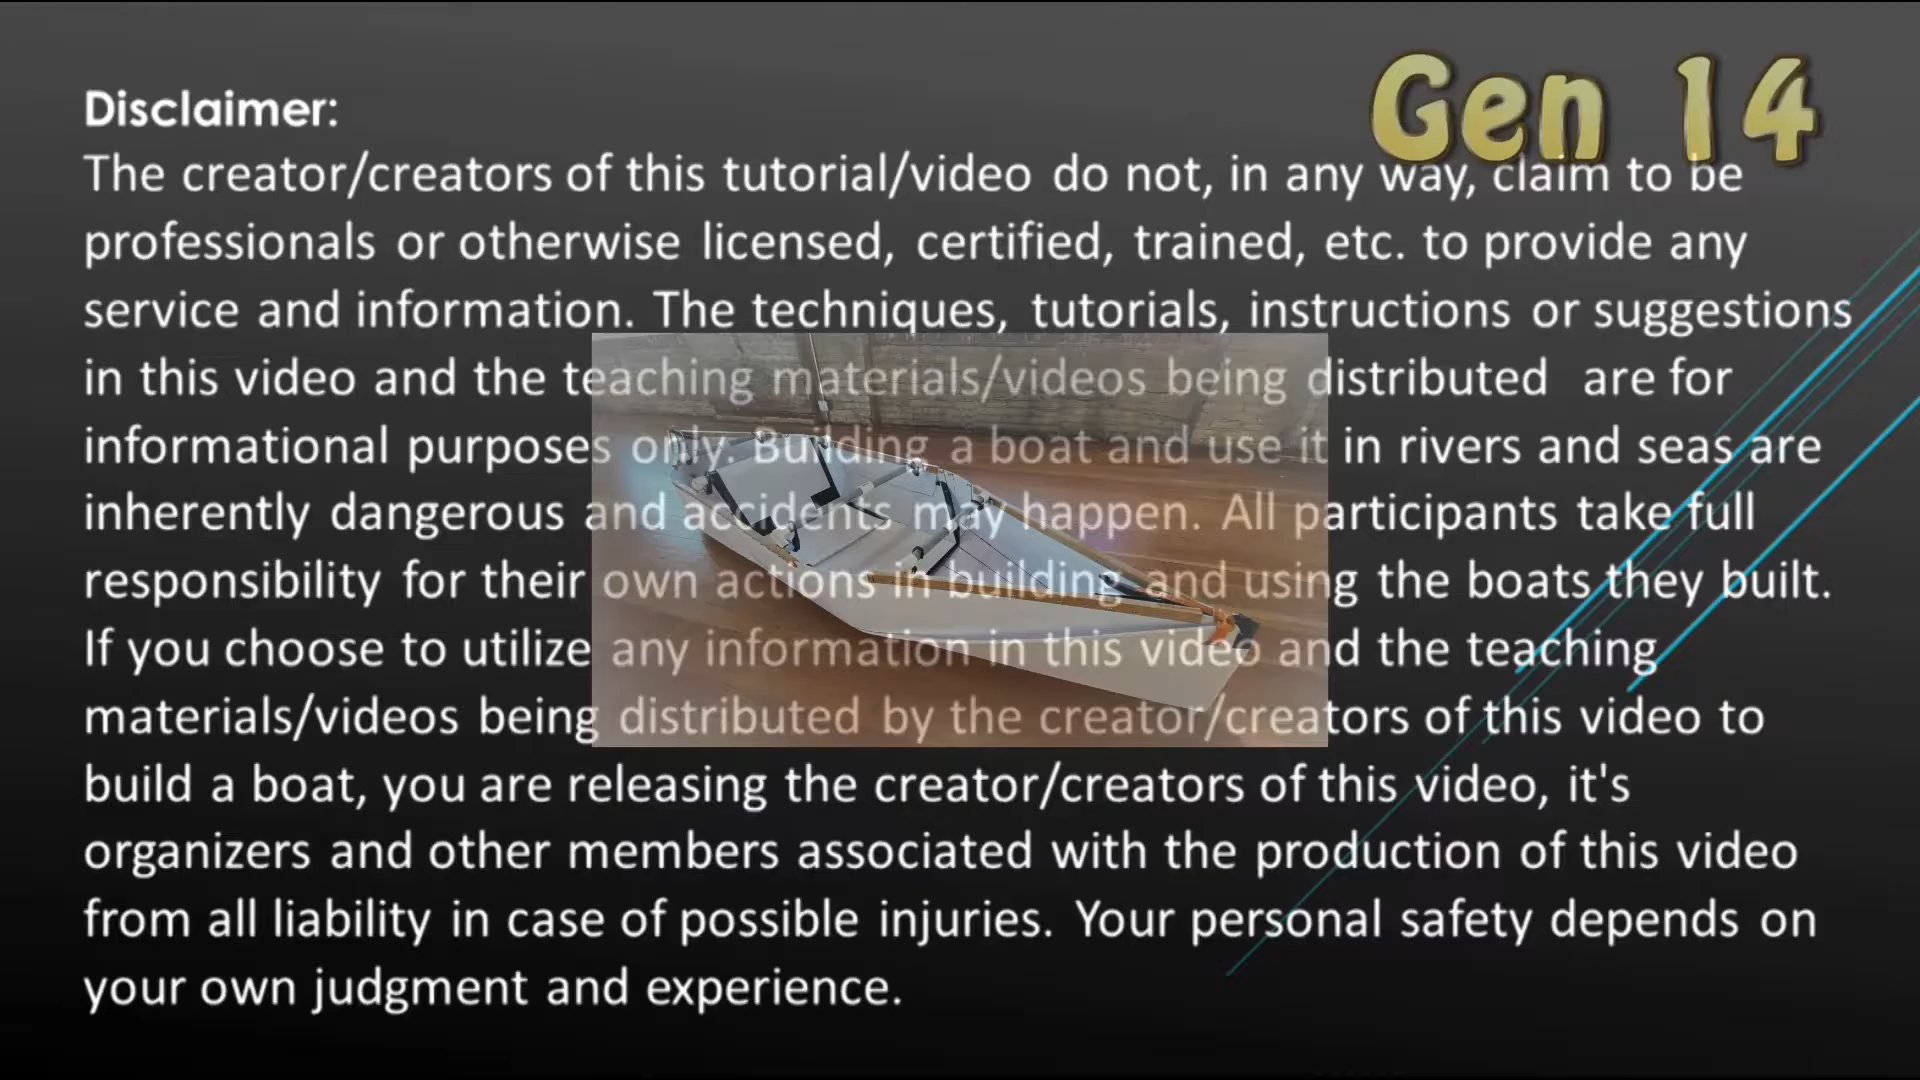 Gen 14
Disclaimer:
The creator/creators of this tutorial/video do not, in any way, claim to be
professionals or otherwise licensed, certified, trained, etc. to provide any
service and information. The techniques, tutorials, instructions or suggestions
in this video and the teaching materials/videos being distributed are for
informational purposes only. Building a boat and use it in rivers and seas are
inherently dangerous and accidents may happen. All participants take full
responsibility for their own actions in building and using the boats they built.
If you choose to utilize any information in this video and the teaching
materials/videos being distributed by the creator/creators of this video to
build a boat, you are releasing the creator/creators of this video, it's
organizers and other members associated with the production of this video
from all liability in case of possible injuries. Your personal safety depends on
your own judgment and experience.